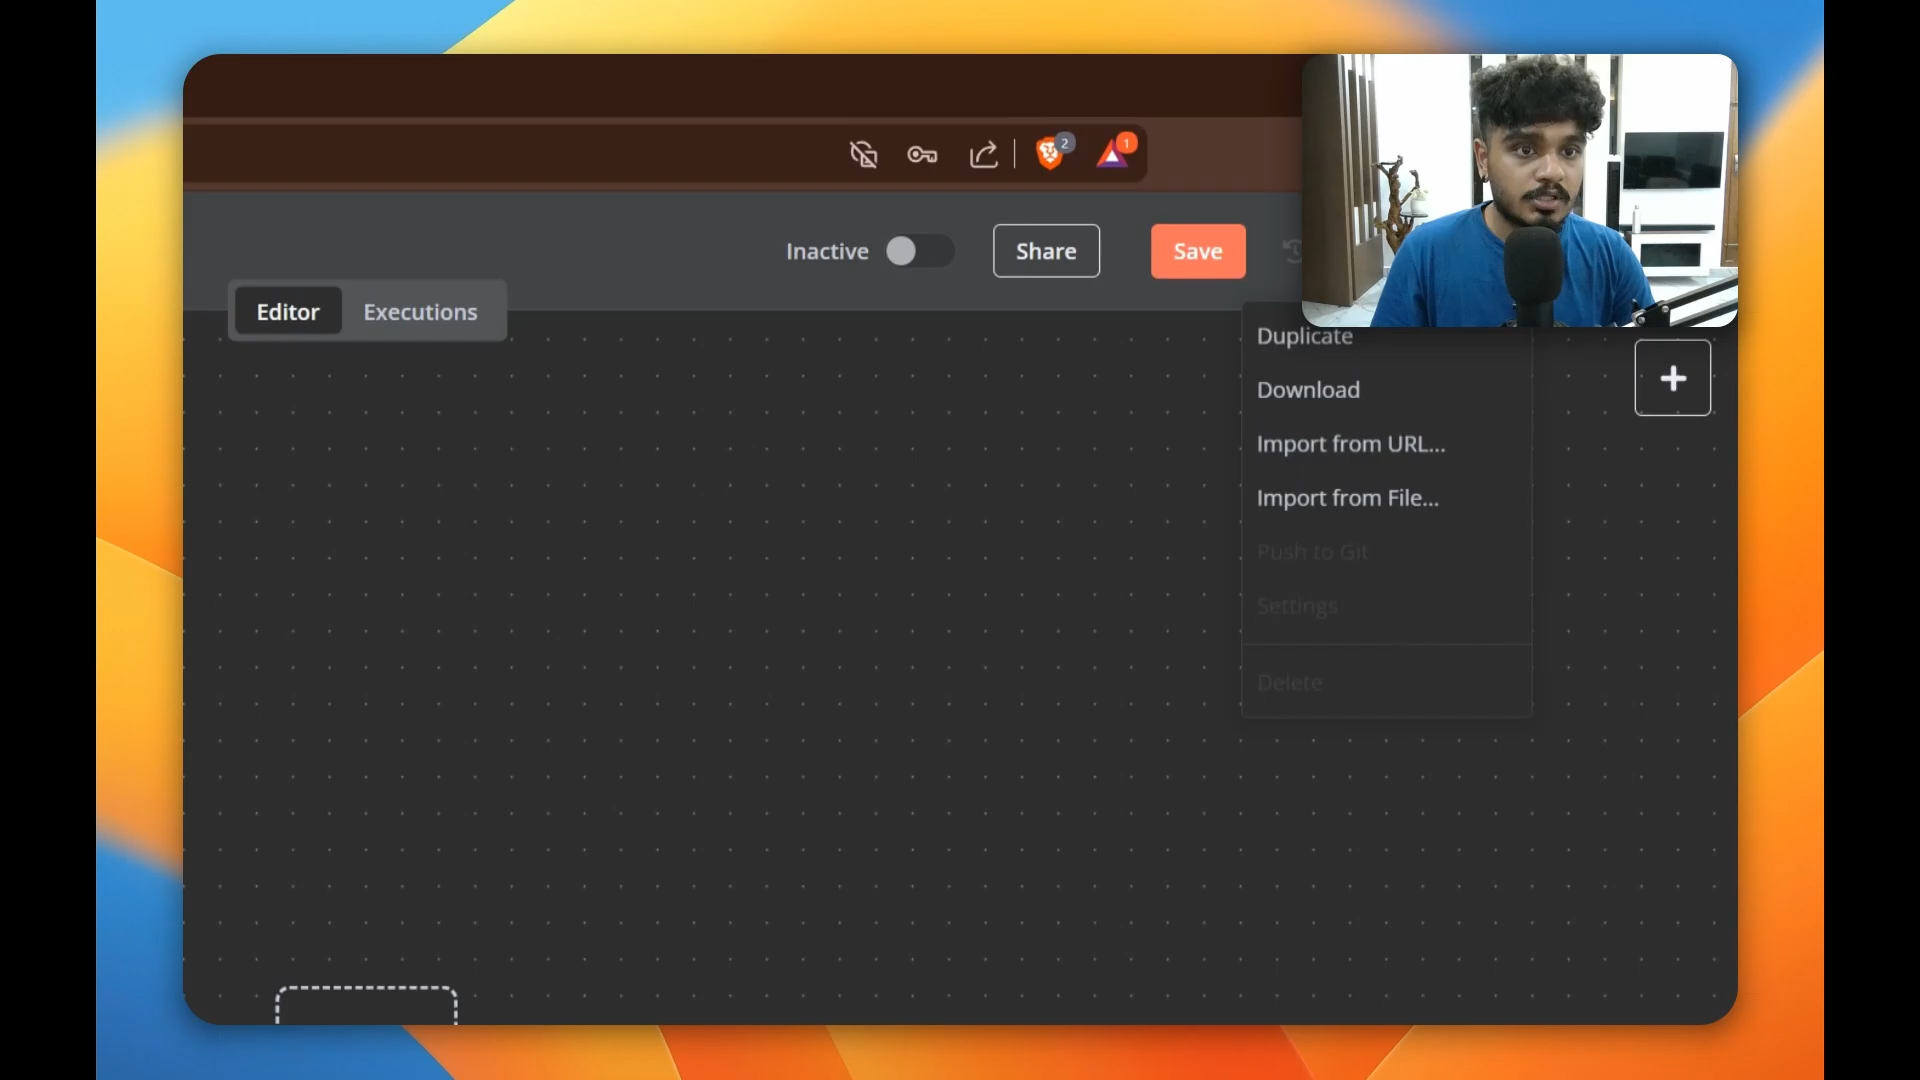 2
1
Inactive
Share
Save
Editor
Executions
Duplicate
Download
Import from URL...
Import from File...
Push to Git
Settings
Delete